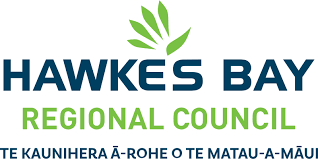 HAWKES BAY
REGIONAL COUNCIL
TE KAUNIHERA Ā-ROHE O TE MATAU-A-MĀUI